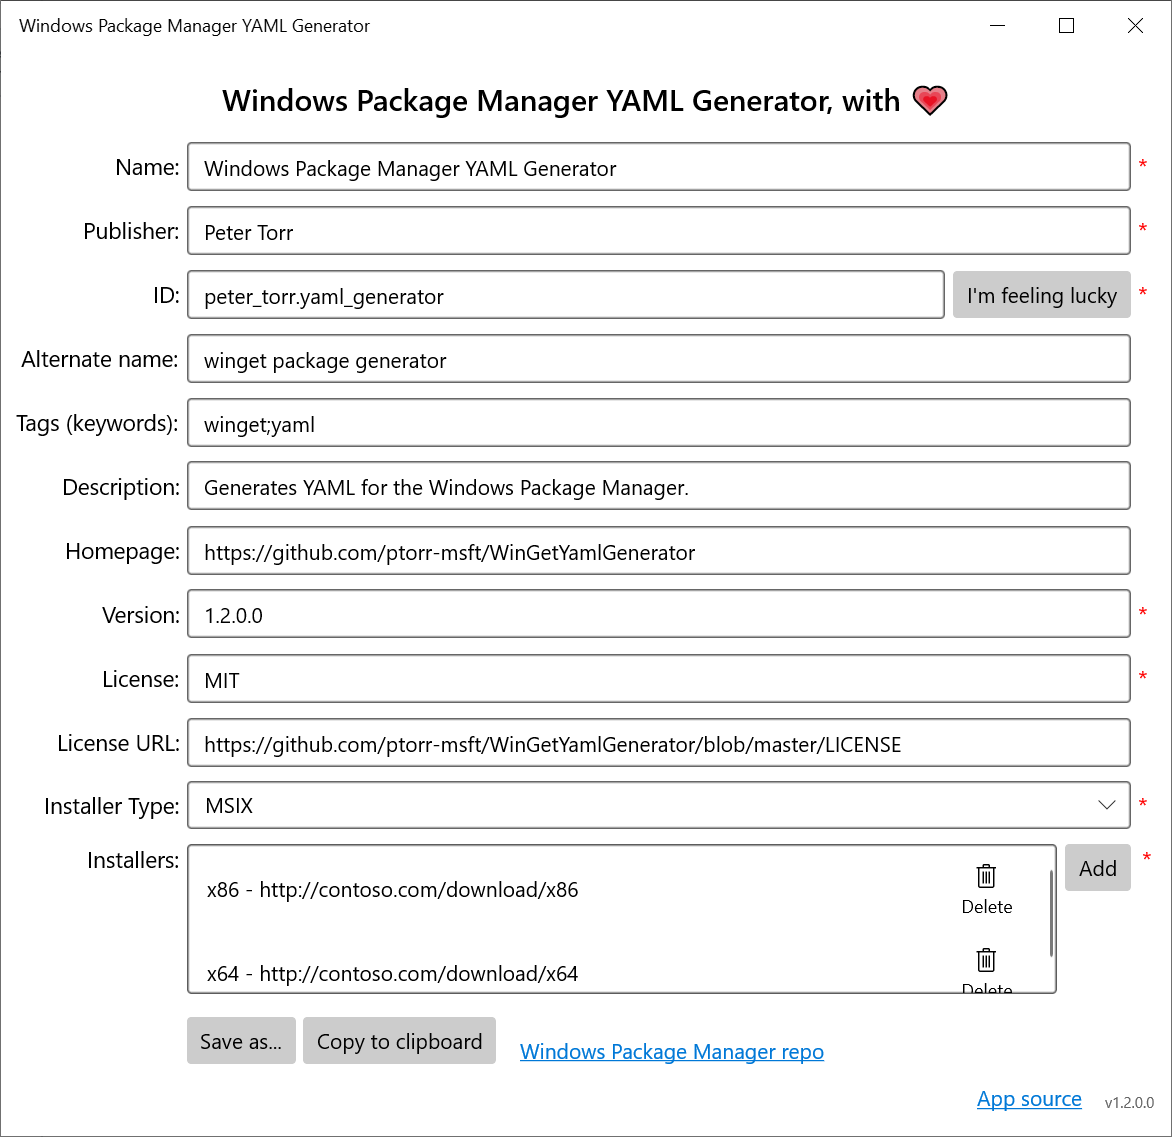 Windows Package Manager YAML Generator
Windows Package Manager YAML Generator, with
Name: Windows Package Manager YAML Generator *
Publisher: Peter Torr *
ID: peter_torr.yaml_generator I'm feeling lucky *
Alternate name: winget package generator
Tags (keywords): winget;yaml
Description: Generates YAML for the Windows Package Manager.
Homepage: https://github.com/ptorr-msft/WinGetYamlGenerator
Version: 1.2.0.0 *
License: MIT *
License URL: https://github.com/ptorr-msft/WinGetYamlGenerator/blob/master/LICENSE
Installer Type: MSIX *
Installers: Add *
x86 - http://contoso.com/download/x86
Delete
x64 - http://contoso.com/download/x64
Delete
Save as... Copy to clipboard Windows Package Manager repo
App source v1.2.0.0